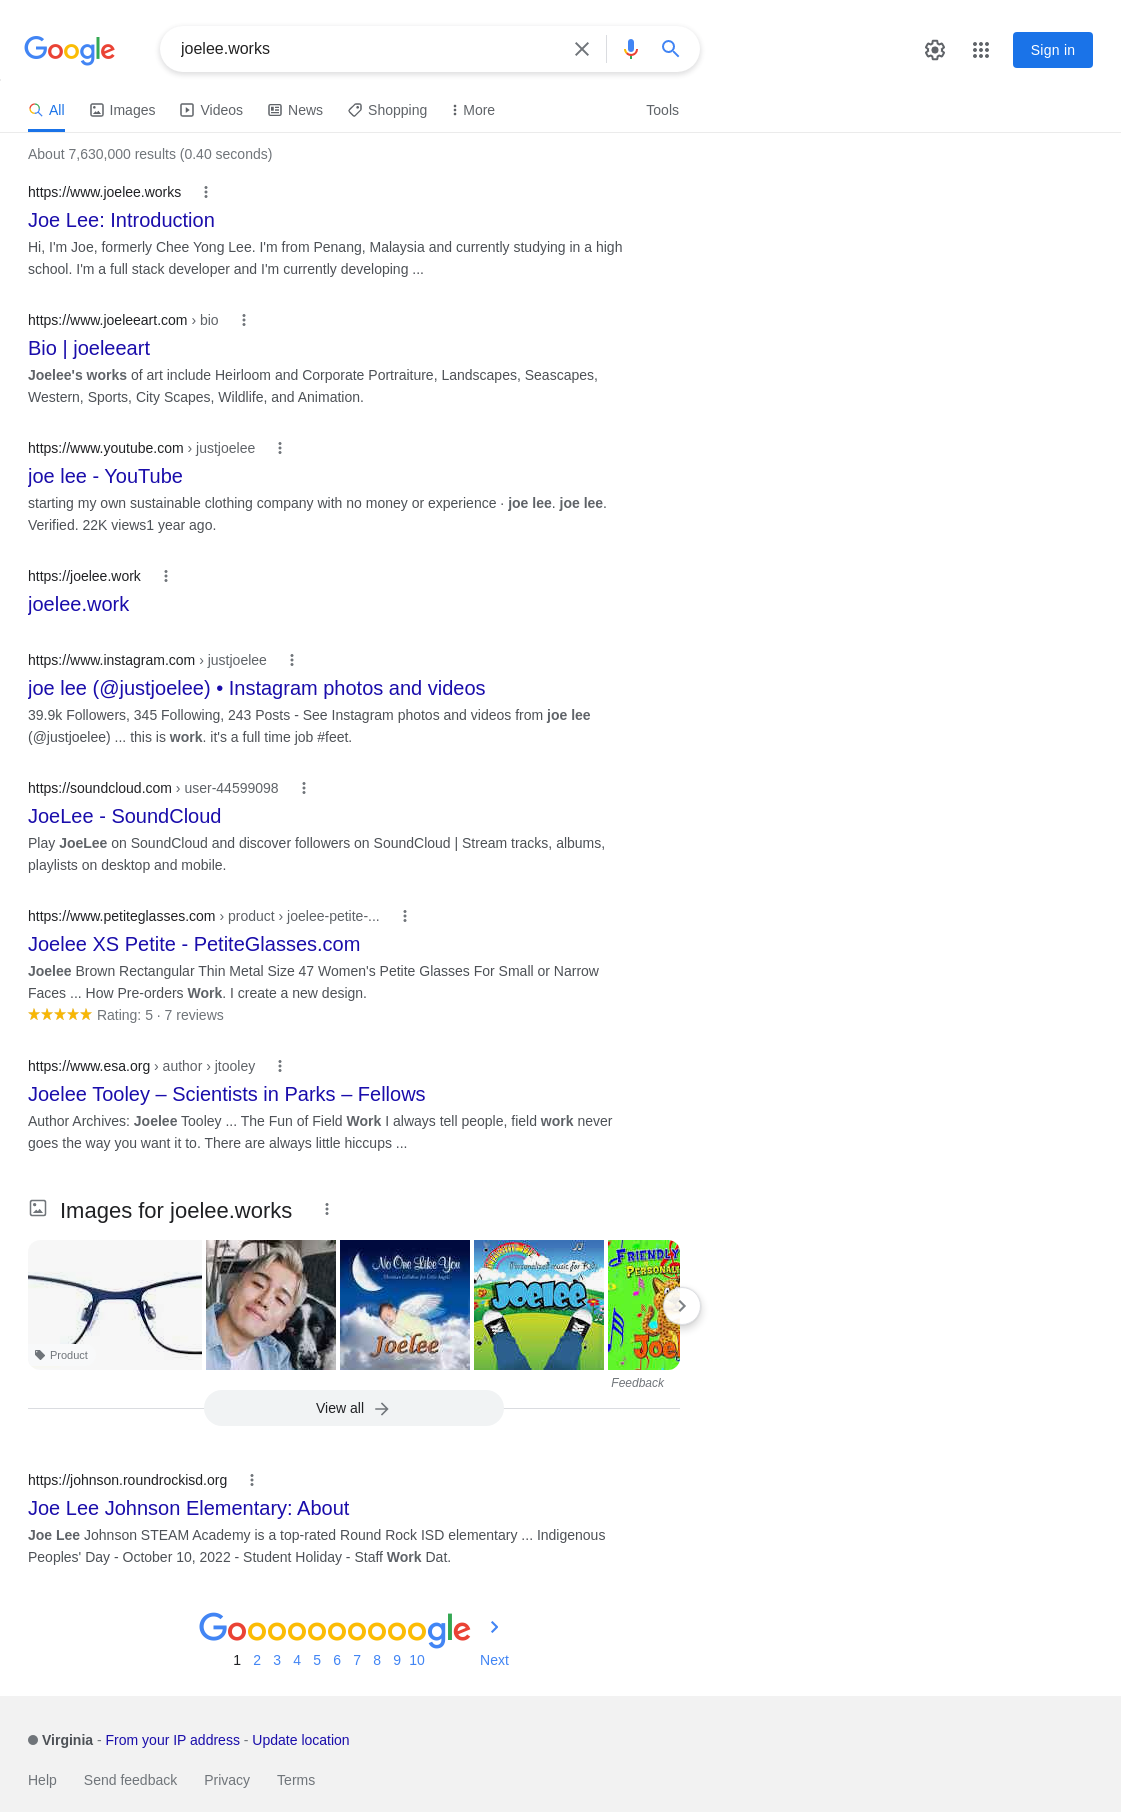 Google
joelee.works
Sign in
All Images Videos News Shopping More Tools
About 7,630,000 results (0.40 seconds)
https://www.joelee.works
Joe Lee: Introduction
Hi, I'm Joe, formerly Chee Yong Lee. I'm from Penang, Malaysia and currently studying in a high
school. I'm a full stack developer and I'm currently developing ...
https://www.joeleeart.com › bio
Bio | joeleeart
Joelee's works of art include Heirloom and Corporate Portraiture, Landscapes, Seascapes,
Western, Sports, City Scapes, Wildlife, and Animation.
https://www.youtube.com › justjoelee
joe lee - YouTube
starting my own sustainable clothing company with no money or experience · joe lee. joe lee.
Verified. 22K views1 year ago.
https://joelee.work
joelee.work
https://www.instagram.com › justjoelee
joe lee (@justjoelee) • Instagram photos and videos
39.9k Followers, 345 Following, 243 Posts - See Instagram photos and videos from joe lee
(@justjoelee) ... this is work. it's a full time job #feet.
https://soundcloud.com › user-44599098
JoeLee - SoundCloud
Play JoeLee on SoundCloud and discover followers on SoundCloud | Stream tracks, albums,
playlists on desktop and mobile.
https://www.petiteglasses.com › product › joelee-petite-...
Joelee XS Petite - PetiteGlasses.com
Joelee Brown Rectangular Thin Metal Size 47 Women's Petite Glasses For Small or Narrow
Faces ... How Pre-orders Work. I create a new design.
Rating: 5 · 7 reviews
https://www.esa.org › author › jtooley
Joelee Tooley – Scientists in Parks – Fellows
Author Archives: Joelee Tooley ... The Fun of Field Work I always tell people, field work never
goes the way you want it to. There are always little hiccups ...
Images for joelee.works
No One Like You
Christian Lullabies for Little Angels
Joelee
Personalized music for Kids
Joelee
FRIENDLY
PERSONALI
Joel
Product
Feedback
View all
https://johnson.roundrockisd.org
Joe Lee Johnson Elementary: About
Joe Lee Johnson STEAM Academy is a top-rated Round Rock ISD elementary ... Indigenous
Peoples' Day - October 10, 2022 - Student Holiday - Staff Work Dat.
Goooooooooogle
1 2 3 4 5 6 7 8 9 10 Next
Virginia - From your IP address - Update location
Help Send feedback Privacy Terms